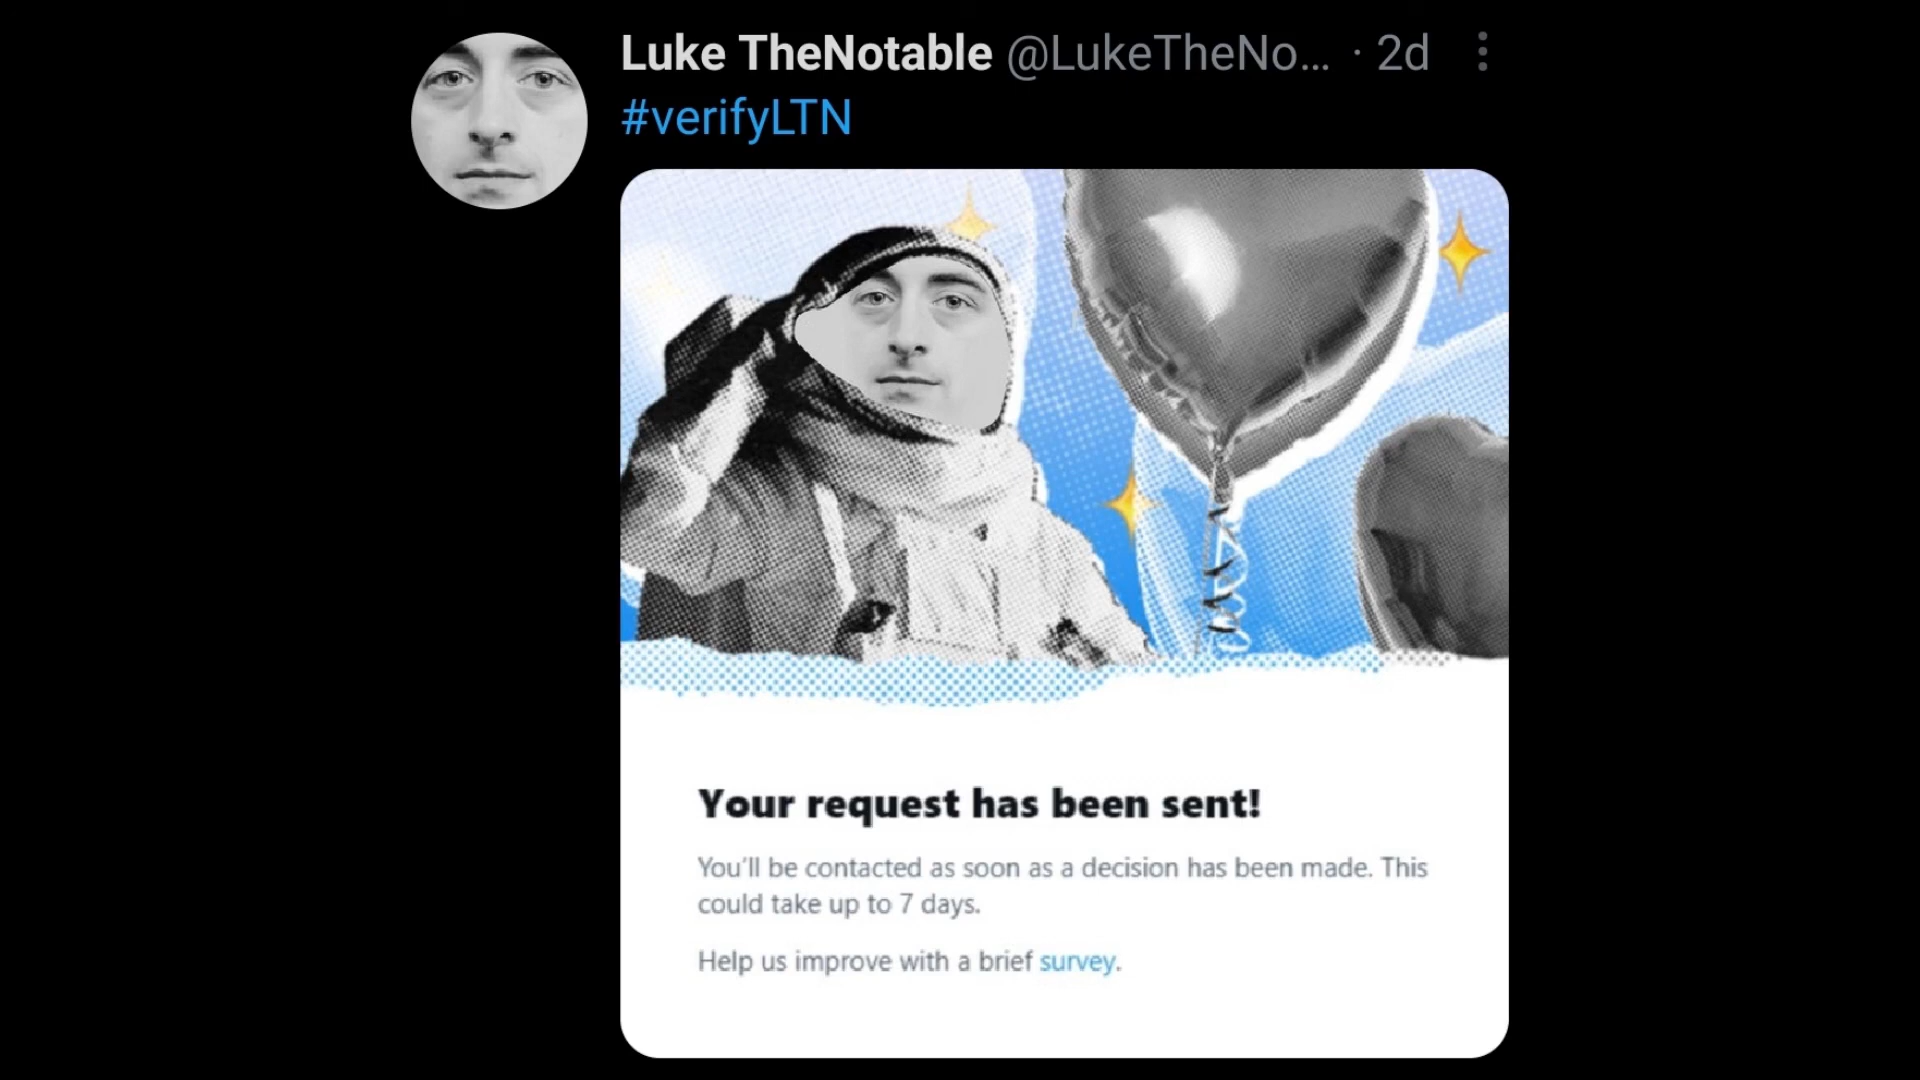 Luke TheNotable @LukeTheNo... · 2d
#verifyLTN
Your request has been sent!
You'll be contacted as soon as a decision has been made. This
could take up to 7 days.
Help us improve with a brief survey.